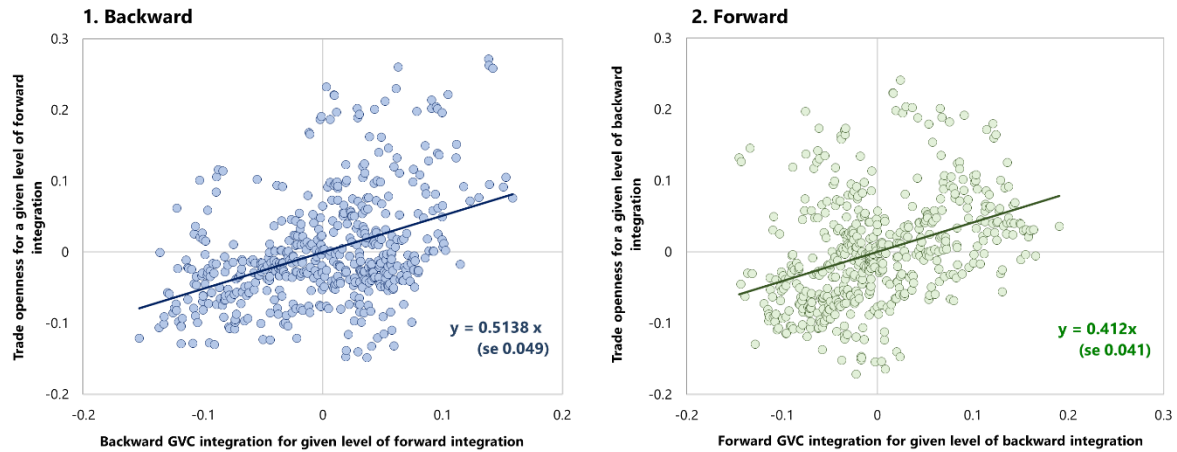 1. Backward
0.3
0.2
0.1
0
-0.1
-0.2
-0.2
-0.1
0
0.1
0.2
Trade openness for a given level of forward
integration
y = 0.5138 x
(se 0.049)
Backward GVC integration for given level of forward integration
2. Forward
0.3
0.2
0.1
0
-0.1
-0.2
-0.2
-0.1
0
0.1
0.2
0.3
Trade openness for a given level of backward
integration
y = 0.412x
(se 0.041)
Forward GVC integration for given level of backward integration